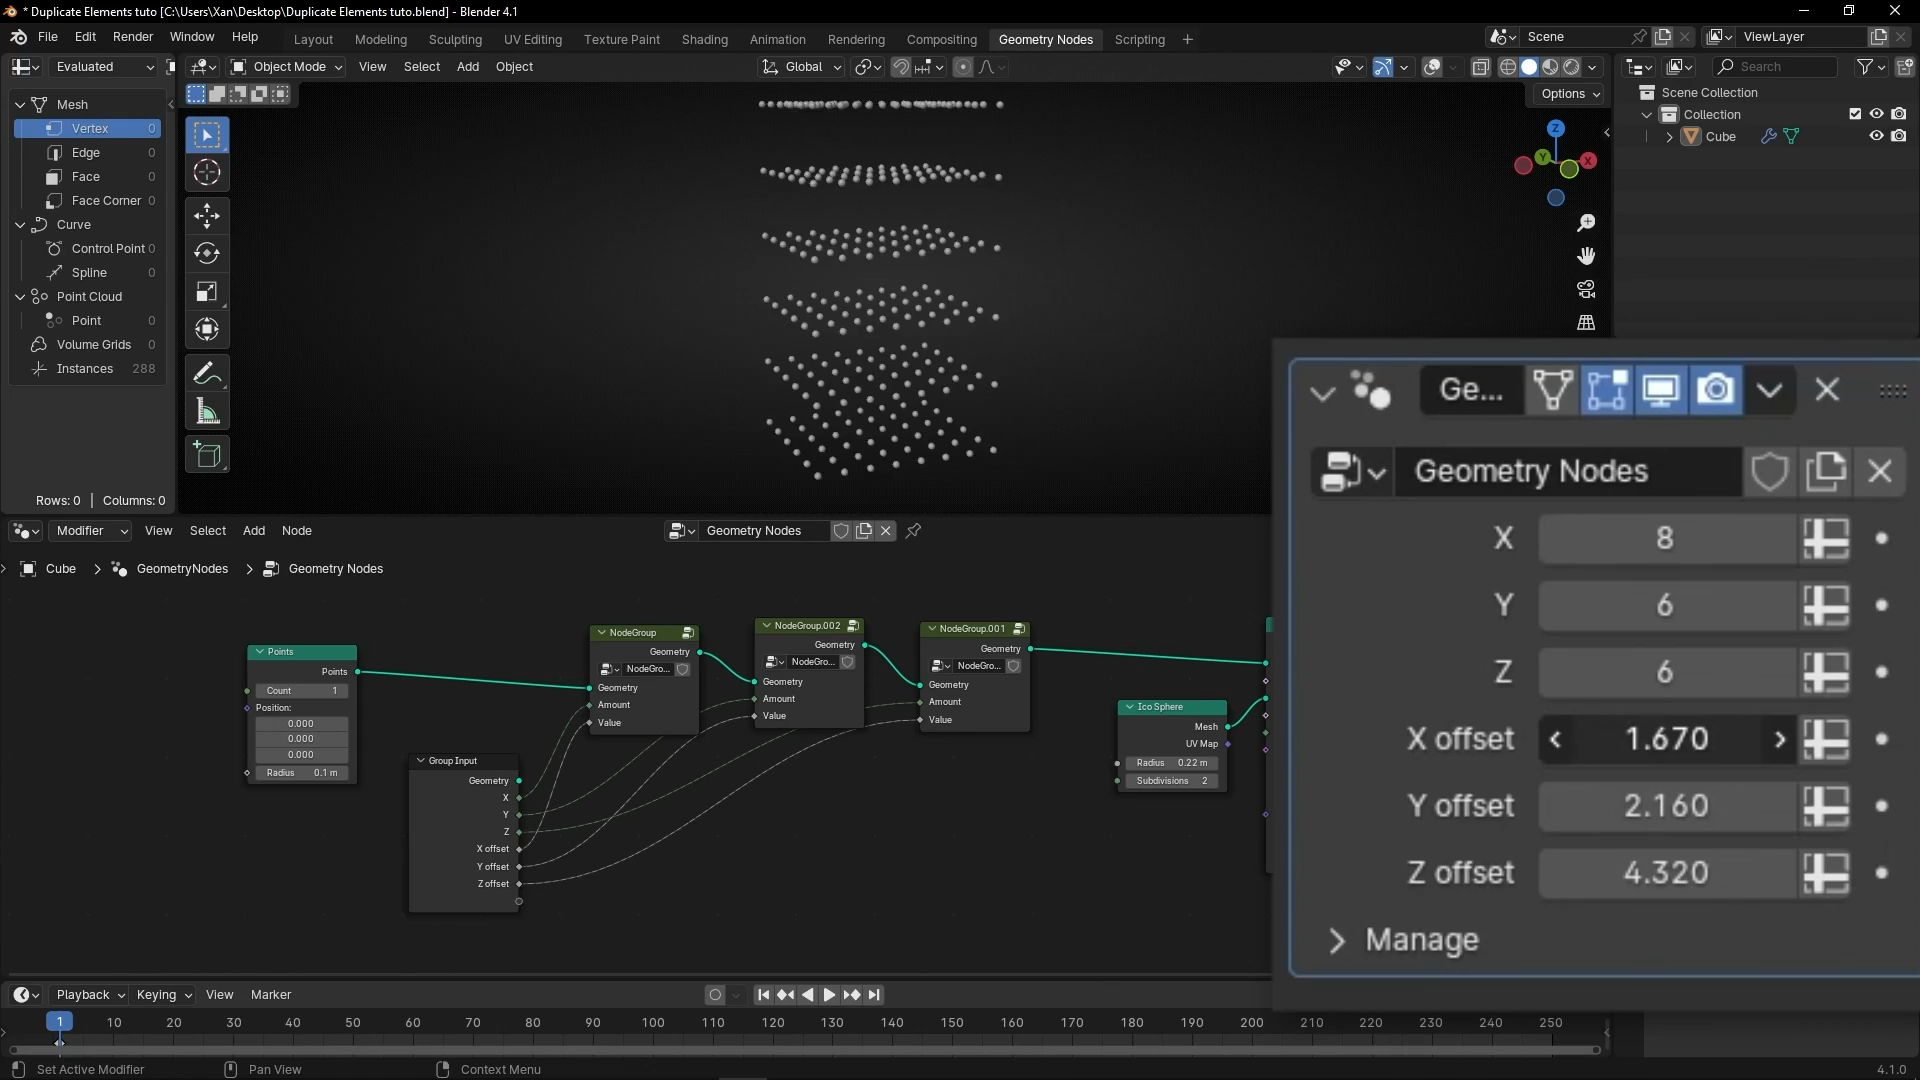 * Duplicate Elements tuto [C:\Users\Xan\Desktop\Duplicate Elements tuto.blend] - Blender 4.1
File Edit Render Window Help
Layout Modeling Sculpting UV Editing Texture Paint Shading Animation Rendering Compositing Geometry Nodes Scripting
Scene
ViewLayer
Evaluated
Object Mode View Select Add Object
Global
Search
Options
Mesh
Vertex 0
Edge 0
Face 0
Face Corner 0
Curve
Control Point 0
Spline 0
Point Cloud
Point 0
Volume Grids 0
Instances 288
Rows: 0 | Columns: 0
Z
Y
X
Scene Collection
Collection
Cube
Modifier View Select Add Node
Geometry Nodes
Cube > GeometryNodes > Geometry Nodes
Points
Points
Count 1
Position:
0.000
0.000
0.000
Radius 0.1 m
Group Input
Geometry
X
Y
Z
X offset
Y offset
Z offset
NodeGroup
Geometry
NodeGro...
Geometry
Amount
Value
NodeGroup.002
Geometry
NodeGro...
Geometry
Amount
Value
NodeGroup.001
Geometry
NodeGro...
Geometry
Amount
Value
Ico Sphere
Mesh
UV Map
Radius 0.22 m
Subdivisions 2
Ge...
Geometry Nodes
X 8
Y 6
Z 6
X offset 1.670
Y offset 2.160
Z offset 4.320
Manage
Playback Keying View Marker
1 10 20 30 40 50 60 70 80 90 100 110 120 130 140 150 160 170 180 190 200 210 220 230 240 250
Set Active Modifier
Pan View
Context Menu
4.1.0